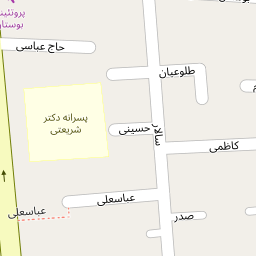 پروتئین
بوستان
حاج عباسی
طلوعیان
پسرانه دکتر
شریعتی
حسینی
سالار
کاظمی
عباسعلی
عباسعلی
صدر